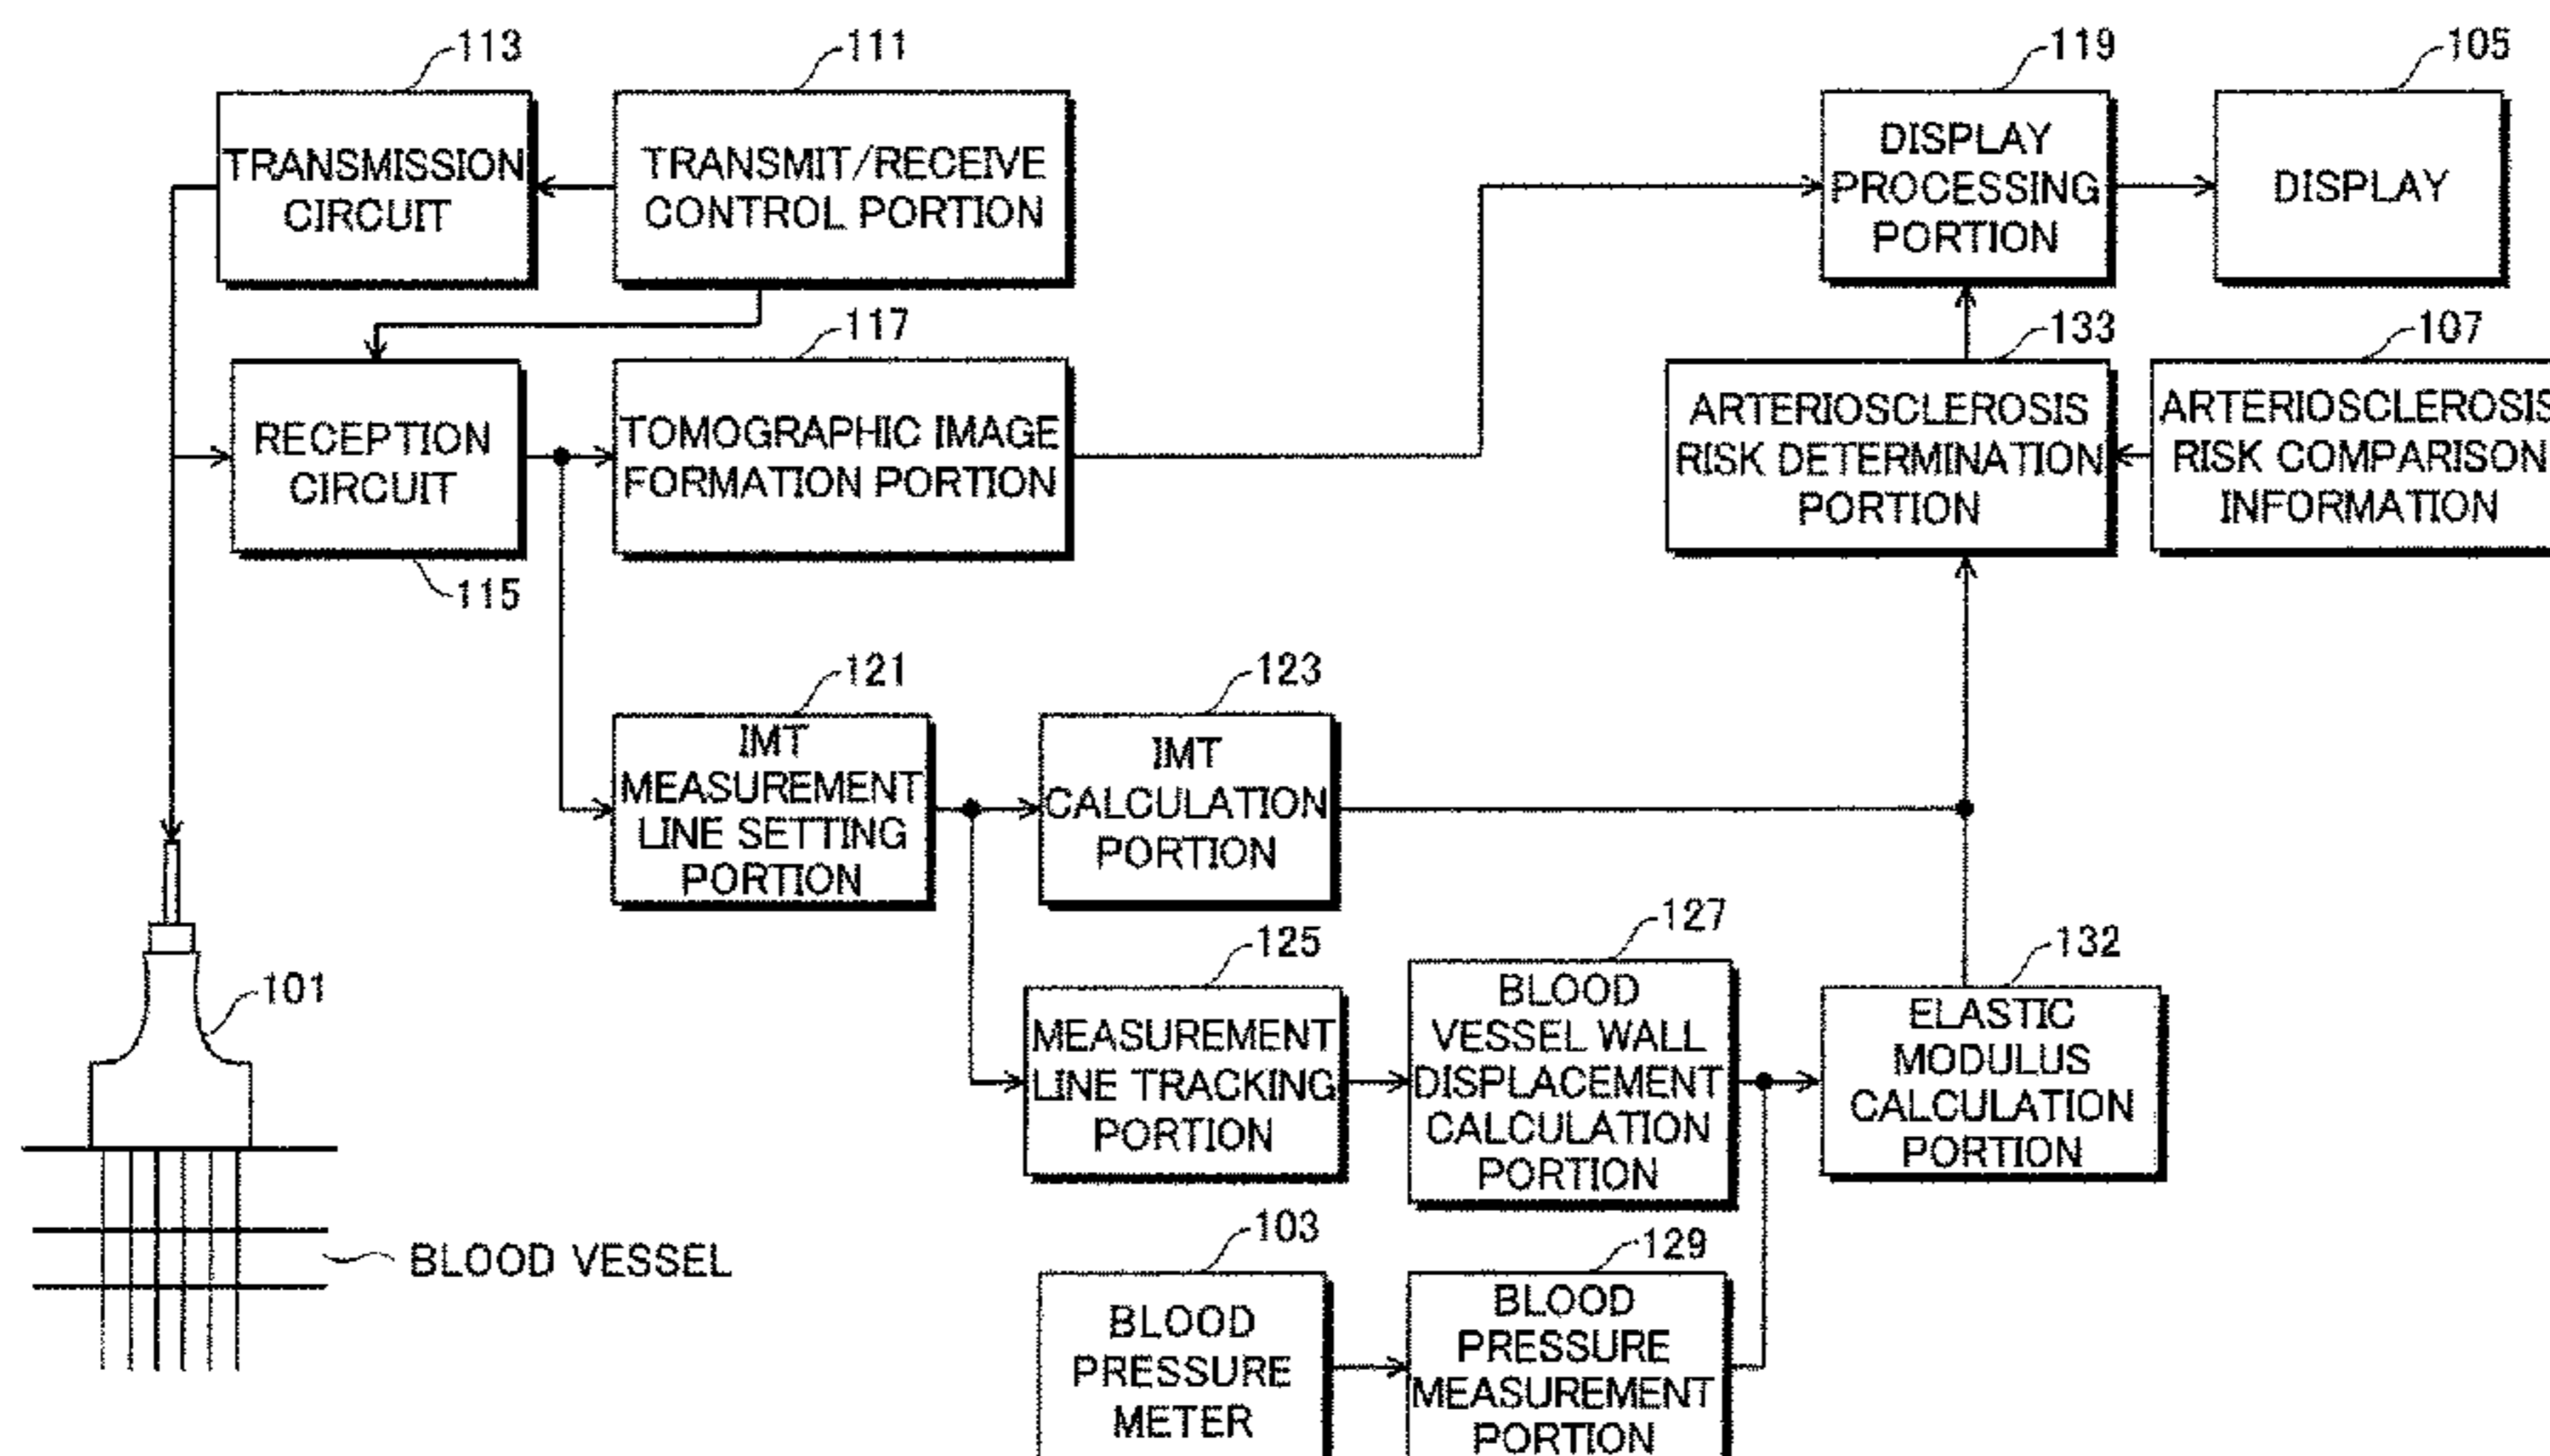 113
111
119
105
TRANSMISSION
CIRCUIT
TRANSMIT/RECEIVE
CONTROL PORTION
DISPLAY
PROCESSING
PORTION
DISPLAY
117
133
107
RECEPTION
CIRCUIT
115
TOMOGRAPHIC IMAGE
FORMATION PORTION
ARTERIOSCLEROSIS
RISK DETERMINATION
PORTION
ARTERIOSCLEROSIS
RISK COMPARISON
INFORMATION
121
123
IMT
MEASUREMENT
LINE SETTING
PORTION
IMT
CALCULATION
PORTION
101
125
127
132
MEASUREMENT
LINE TRACKING
PORTION
BLOOD
VESSEL WALL
DISPLACEMENT
CALCULATION
PORTION
ELASTIC
MODULUS
CALCULATION
PORTION
BLOOD VESSEL
103
129
BLOOD
PRESSURE
METER
BLOOD
PRESSURE
MEASUREMENT
PORTION